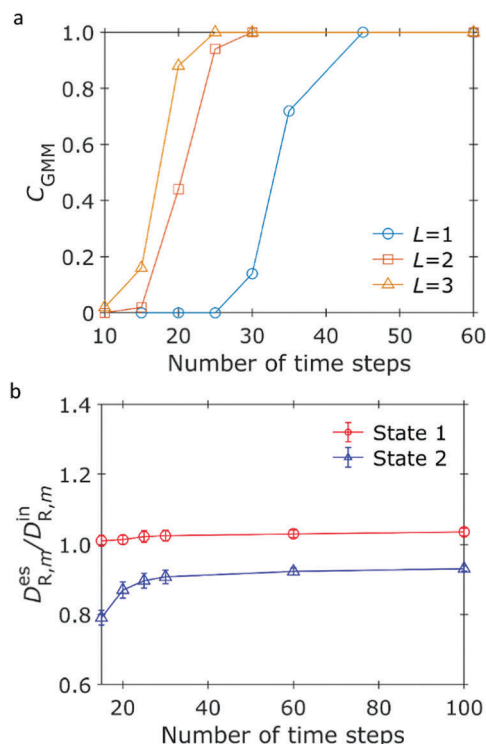 a
1.0
0.8
0.6
0.4
0.2
0
C_GMM
L=1
L=2
L=3
10 20 30 40 50 60
Number of time steps
b
1.4
1.2
1.0
0.8
0.6
D^es_R,m/D^in_R,m
State 1
State 2
20 40 60 80 100
Number of time steps